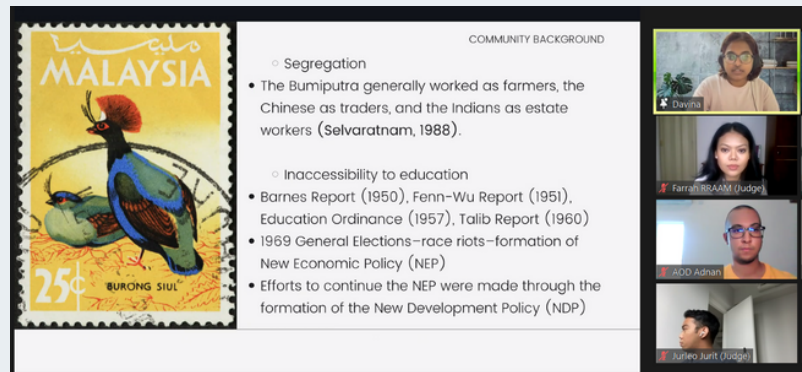 مليسيا
MALAYSIA
25¢
BURONG SIUL
COMMUNITY BACKGROUND
Segregation
The Bumiputra generally worked as farmers, the
Chinese as traders, and the Indians as estate
workers (Selvaratnam, 1988).
Inaccessibility to education
Barnes Report (1950), Fenn-Wu Report (1951),
Education Ordinance (1957), Talib Report (1960)
1969 General Elections–race riots–formation of
New Economic Policy (NEP)
Efforts to continue the NEP were made through the
formation of the New Development Policy (NDP)
Davina
Farrah RRAAM (Judge)
AOD Adnan
Jurleo Jurit (Judge)